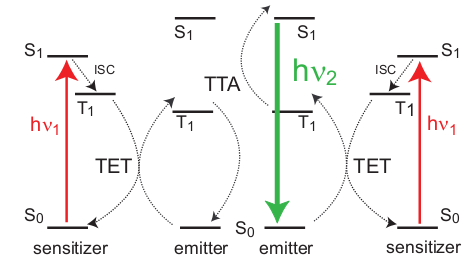 S1
S1
S1
S1
ISC
ISC
hν2
TTA
T1
T1
T1
T1
hν1
hν1
TET
TET
S0
S0
S0
sensitizer
emitter
emitter
sensitizer